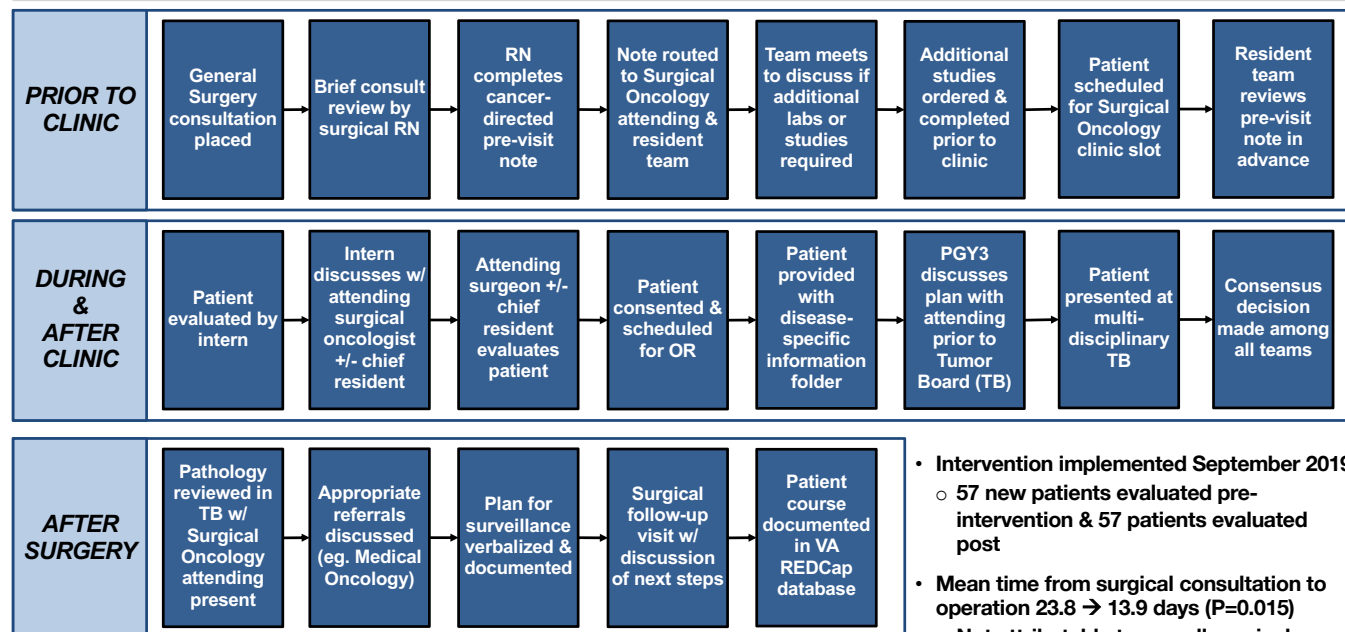 PRIOR TO
CLINIC
General
Surgery
consultation
placed
Brief consult
review by
surgical RN
RN
completes
cancer-
directed
pre-visit
note
Note routed
to Surgical
Oncology
attending &
resident
team
Team meets
to discuss if
additional
labs or
studies
required
Additional
studies
ordered &
completed
prior to
clinic
Patient
scheduled
for Surgical
Oncology
clinic slot
Resident
team
reviews
pre-visit
note in
advance
DURING
&
AFTER
CLINIC
Patient
evaluated by
intern
Intern
discusses w/
attending
surgical
oncologist
+/- chief
resident
Attending
surgeon +/-
chief
resident
evaluates
patient
Patient
consented &
scheduled
for OR
Patient
provided
with
disease-
specific
information
folder
PGY3
discusses
plan with
attending
prior to
Tumor
Board (TB)
Patient
presented at
multi-
disciplinary
TB
Consensus
decision
made among
all teams
AFTER
SURGERY
Pathology
reviewed in
TB w/
Surgical
Oncology
attending
present
Appropriate
referrals
discussed
(eg. Medical
Oncology)
Plan for
surveillance
verbalized &
documented
Surgical
follow-up
visit w/
discussion
of next steps
Patient
course
documented
in VA
REDCap
database
• Intervention implemented September 2019
○ 57 new patients evaluated pre-
intervention & 57 patients evaluated
post
• Mean time from surgical consultation to
operation 23.8 → 13.9 days (P=0.015)